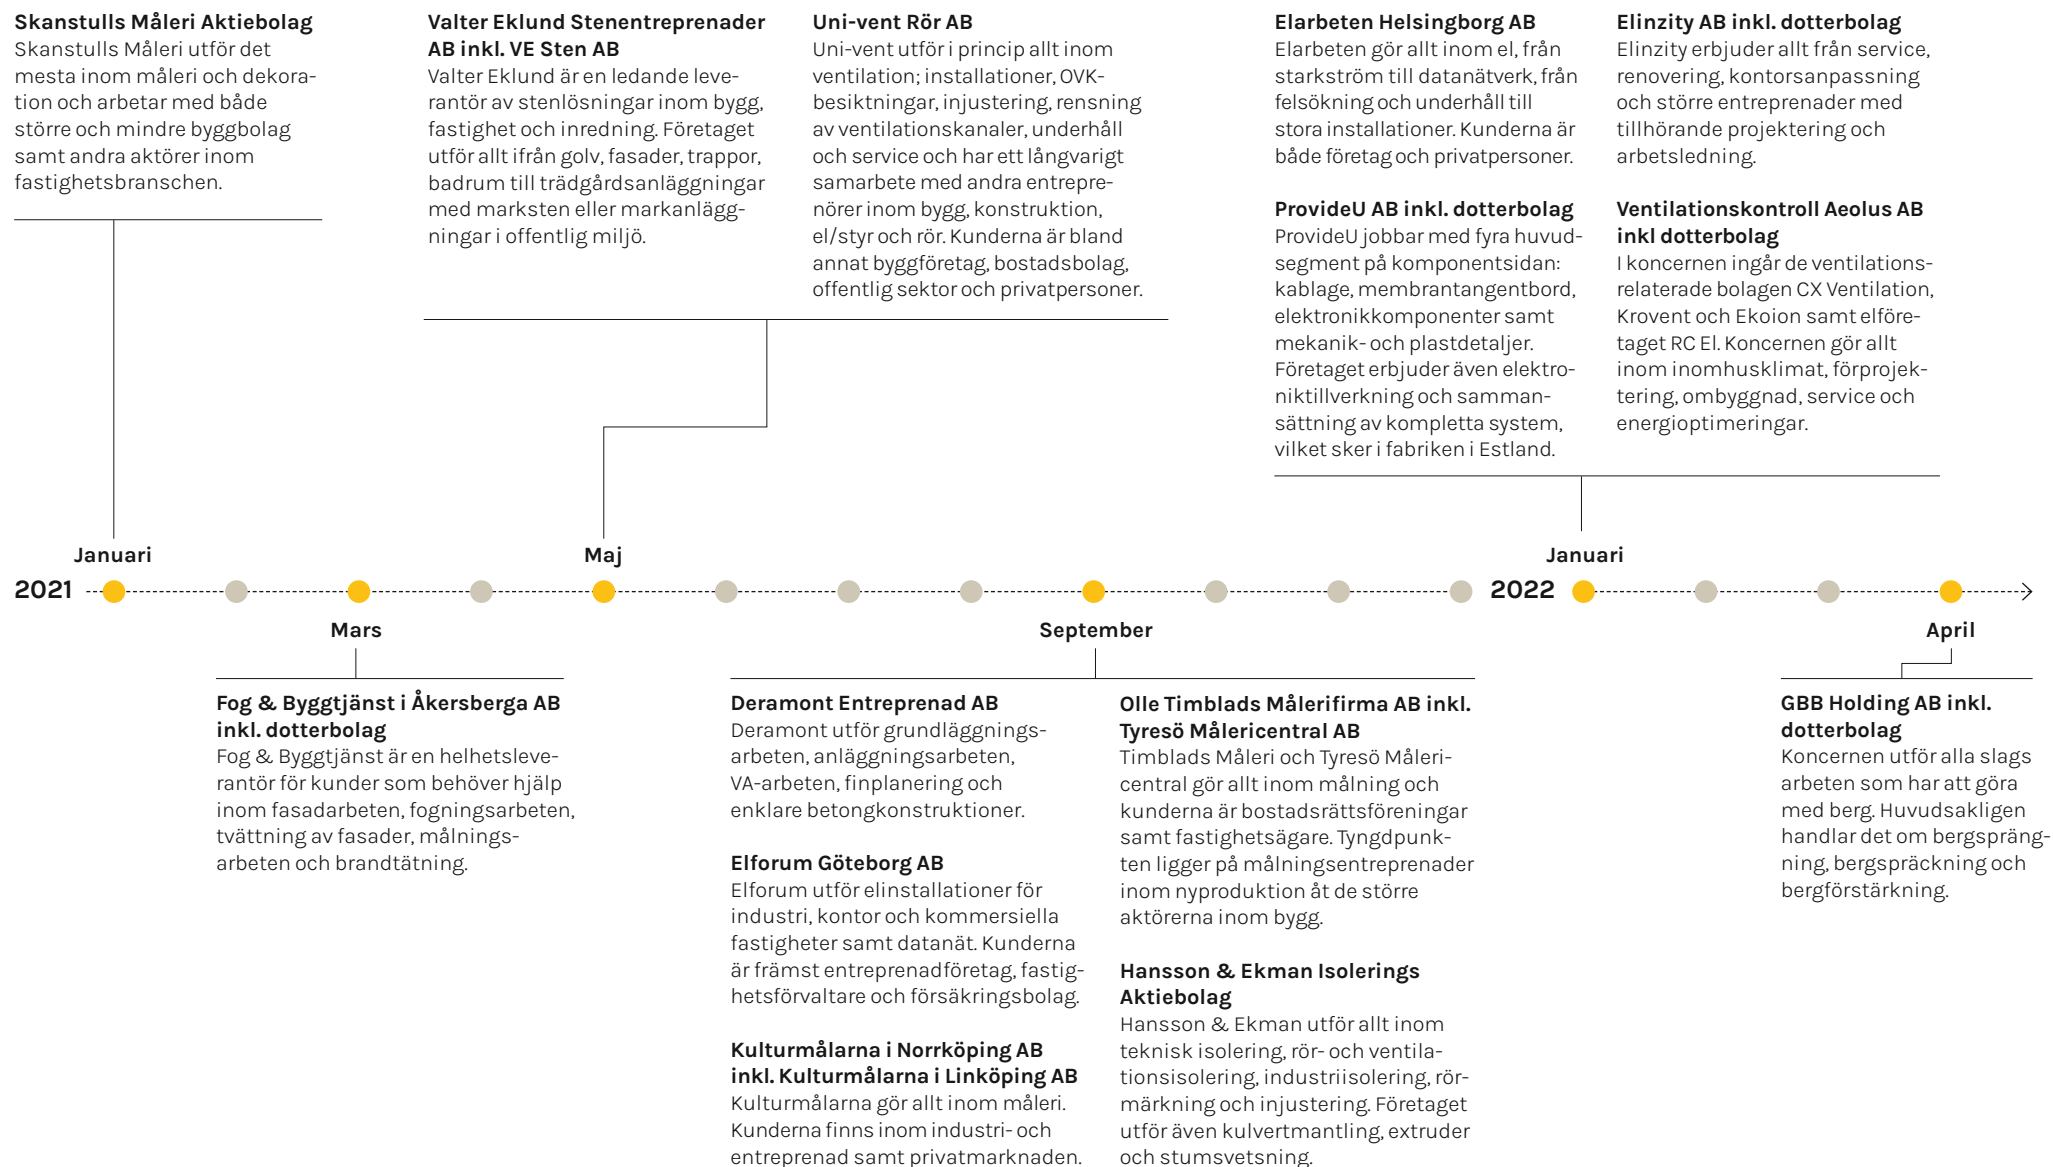 Skanstulls Måleri Aktiebolag
Skanstulls Måleri utför det
mesta inom måleri och dekora-
tion och arbetar med både
större och mindre byggbolag
samt andra aktörer inom
fastighetsbranschen.
Valter Eklund Stenentreprenader
AB inkl. VE Sten AB
Valter Eklund är en ledande leve-
rantör av stenlösningar inom bygg,
fastighet och inredning. Företaget
utför allt ifrån golv, fasader, trappor,
badrum till trädgårdsanläggningar
med marksten eller markanlägg-
ningar i offentlig miljö.
Uni-vent Rör AB
Uni-vent utför i princip allt inom
ventilation; installationer, OVK-
besiktningar, injustering, rensning
av ventilationskanaler, underhåll
och service och har ett långvarigt
samarbete med andra entrepre-
nörer inom bygg, konstruktion,
el/styr och rör. Kunderna är bland
annat byggföretag, bostadsbolag,
offentlig sektor och privatpersoner.
Elarbeten Helsingborg AB
Elarbeten gör allt inom el, från
starkström till datanätverk, från
felsökning och underhåll till
stora installationer. Kunderna är
både företag och privatpersoner.
ProvideU AB inkl. dotterbolag
ProvideU jobbar med fyra huvud-
segment på komponentsidan:
kablage, membrantangentbord,
elektronikkomponenter samt
mekanik- och plastdetaljer.
Företaget erbjuder även elektro-
niktillverkning och samman-
sättning av kompletta system,
vilket sker i fabriken i Estland.
Elinzity AB inkl. dotterbolag
Elinzity erbjuder allt från service,
renovering, kontorsanpassning
och större entreprenader med
tillhörande projektering och
arbetsledning.
Ventilationskontroll Aeolus AB
inkl dotterbolag
I koncernen ingår de ventilations-
relaterade bolagen CX Ventilation,
Krovent och Ekoion samt elföre-
taget RC El. Koncernen gör allt
inom inomhusklimat, förprojek-
tering, ombyggnad, service och
energioptimeringar.
Januari
Maj
Januari
2021
2022
Mars
September
April
Fog & Byggtjänst i Åkersberga AB
inkl. dotterbolag
Fog & Byggtjänst är en helhetsleve-
rantör för kunder som behöver hjälp
inom fasadarbeten, fogningsarbeten,
tvättning av fasader, målnings-
arbeten och brandtätning.
Deramont Entreprenad AB
Deramont utför grundläggnings-
arbeten, anläggningsarbeten,
VA-arbeten, finplanering och
enklare betongkonstruktioner.
Elforum Göteborg AB
Elforum utför elinstallationer för
industri, kontor och kommersiella
fastigheter samt datanät. Kunderna
är främst entreprenadföretag, fastig-
hetsförvaltare och försäkringsbolag.
Kulturmålarna i Norrköping AB
inkl. Kulturmålarna i Linköping AB
Kulturmålarna gör allt inom måleri.
Kunderna finns inom industri- och
entreprenad samt privatmarknaden.
Olle Timblads Målerifirma AB inkl.
Tyresö Målericentral AB
Timblads Måleri och Tyresö Måleri-
central gör allt inom målning och
kunderna är bostadsrättsföreningar
samt fastighetsägare. Tyngdpunk-
ten ligger på målningsentreprenader
inom nyproduktion åt de större
aktörerna inom bygg.
Hansson & Ekman Isolerings
Aktiebolag
Hansson & Ekman utför allt inom
teknisk isolering, rör- och ventila-
tionsisolering, industriisolering, rör-
märkning och injustering. Företaget
utför även kulvertmantling, extruder
och stumsvetsning.
GBB Holding AB inkl.
dotterbolag
Koncernen utför alla slags
arbeten som har att göra
med berg. Huvudsakligen
handlar det om bergspräng-
ning, bergspräckning och
bergförstärkning.